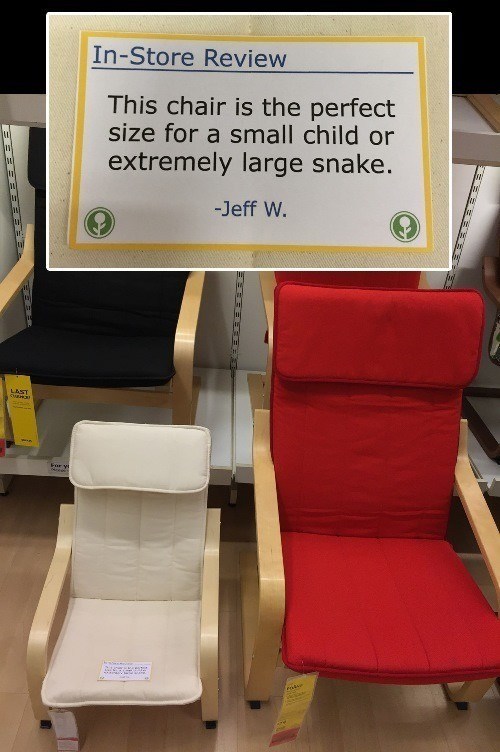 In-Store Review
This chair is the perfect
size for a small child or
extremely large snake.
-Jeff W.
LAST